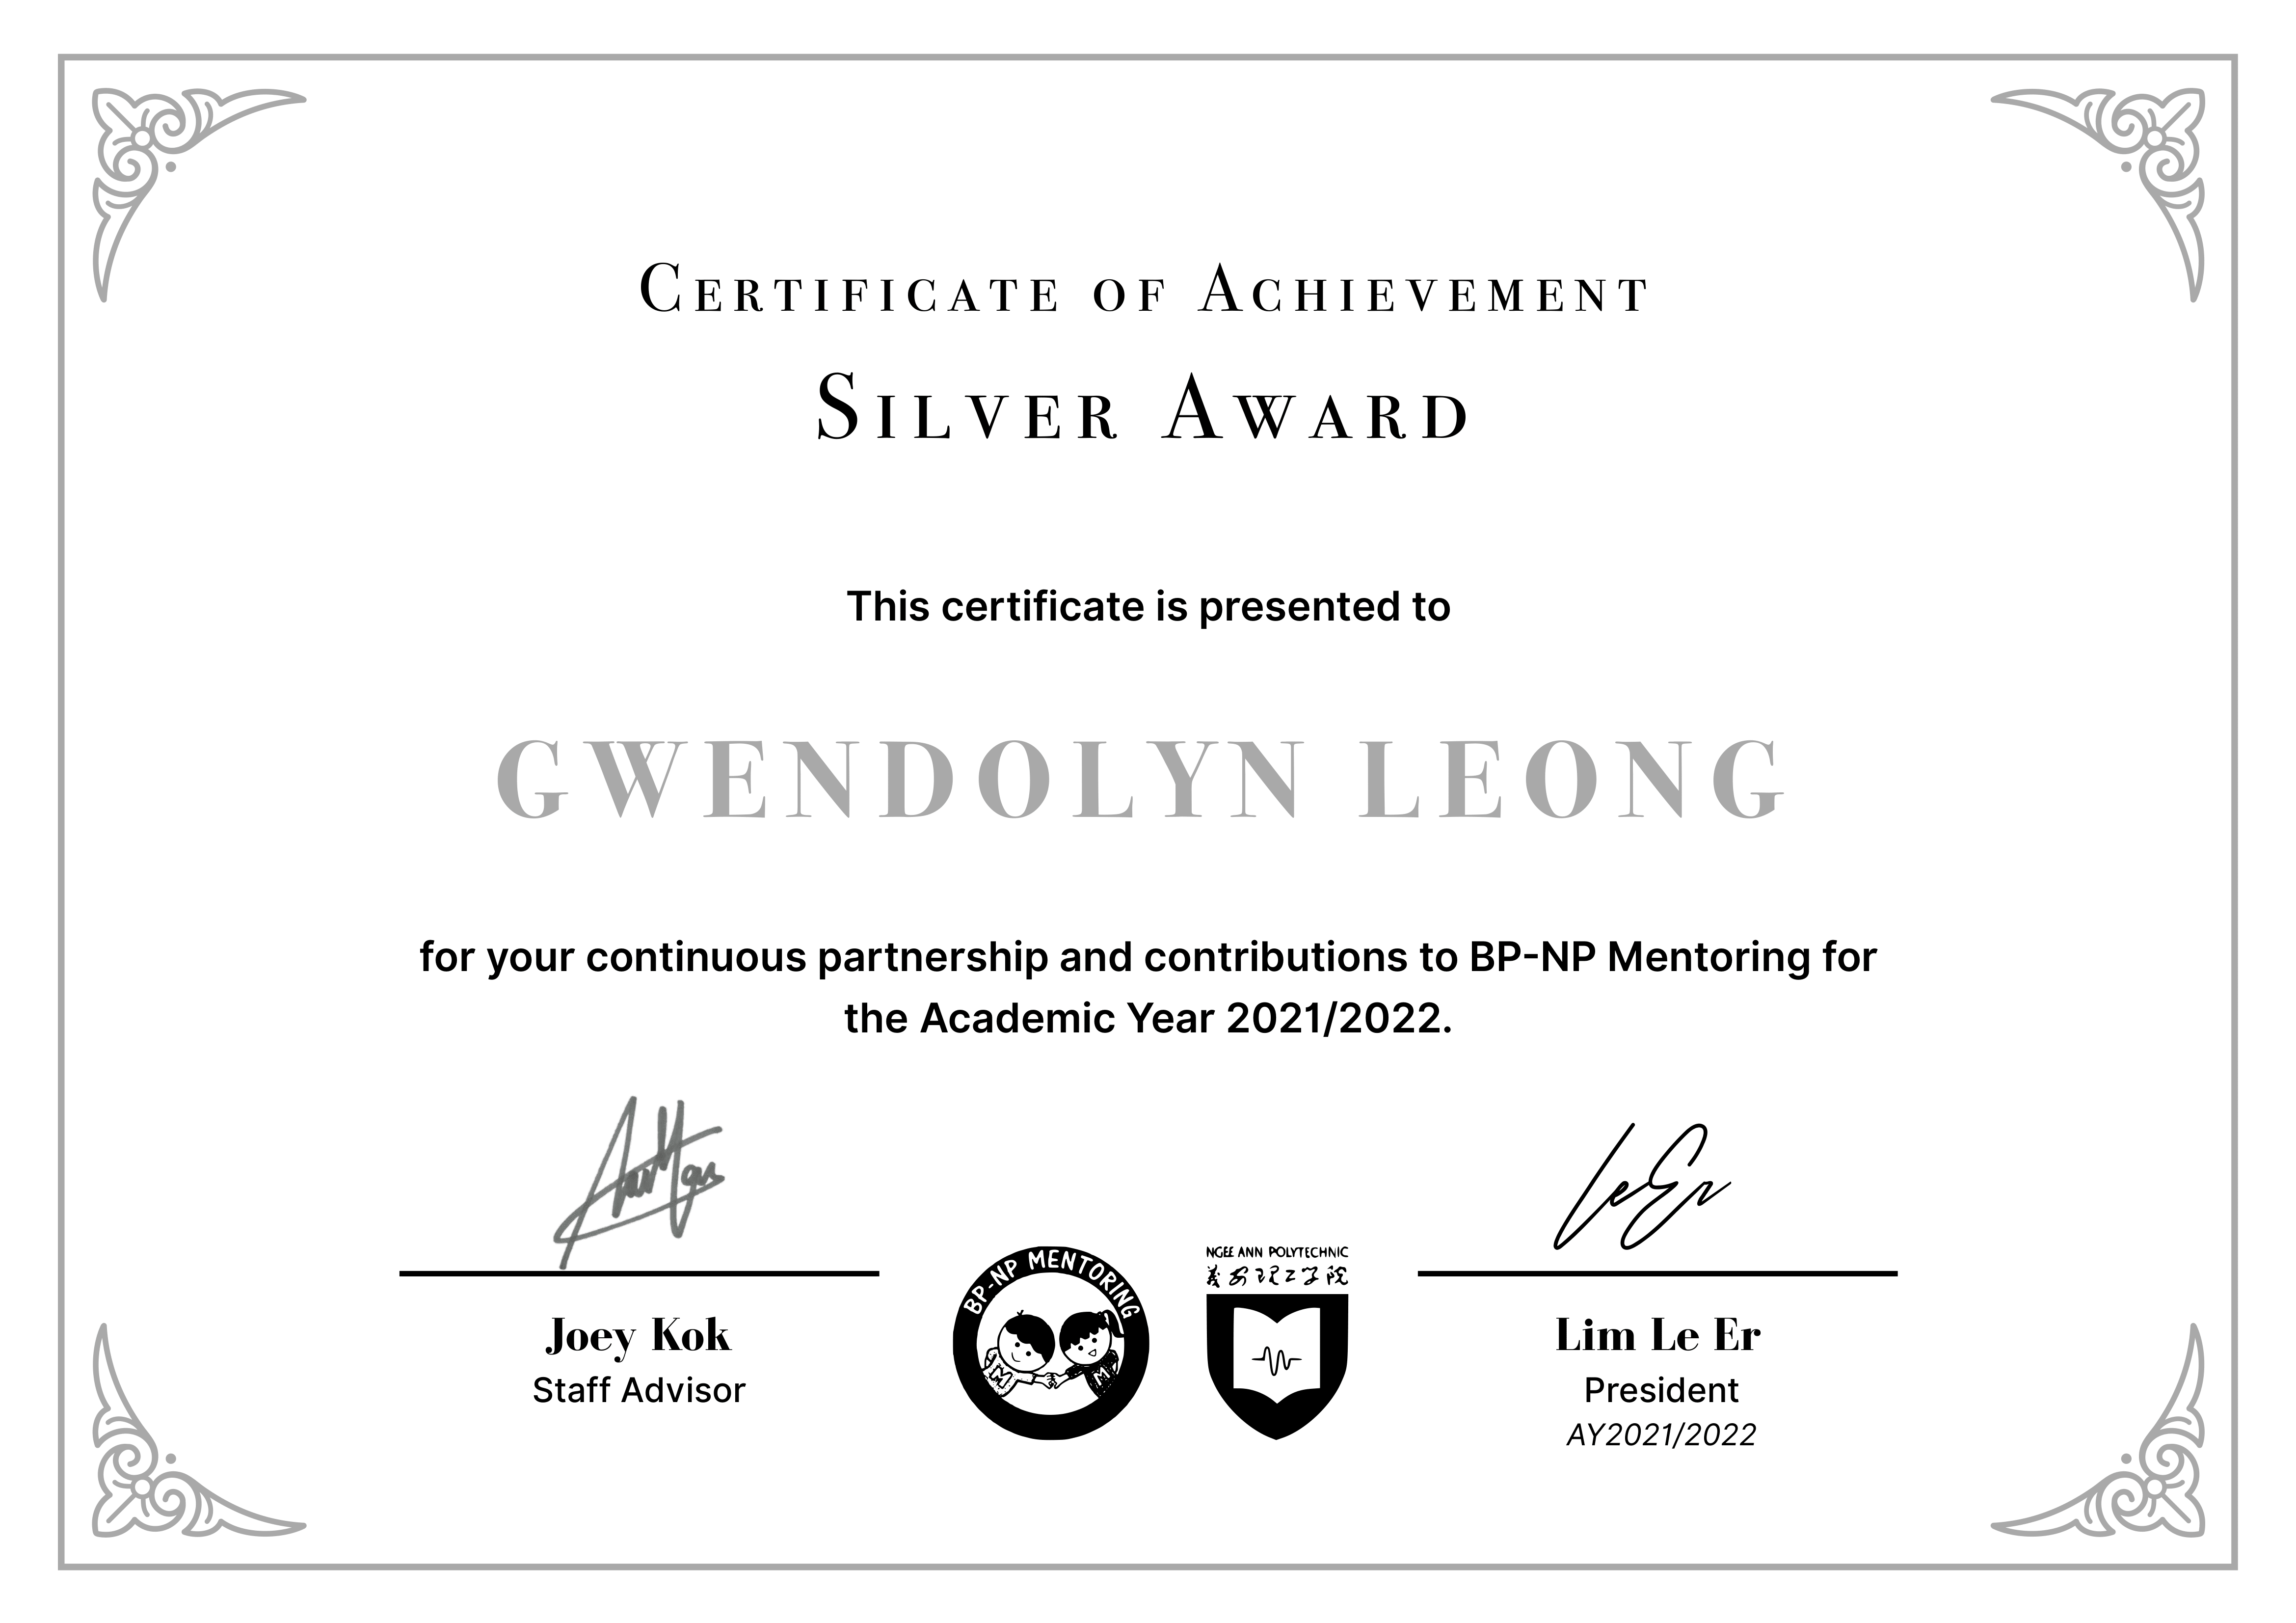 Certificate of Achievement
Silver Award
This certificate is presented to
GWENDOLYN LEONG
for your continuous partnership and contributions to BP-NP Mentoring for
the Academic Year 2021/2022.
LeEr
BP-NP MENTORING
M M
NGEE ANN POLYTECHNIC
義安理工学院
Joey Kok
Staff Advisor
Lim Le Er
President
AY2021/2022